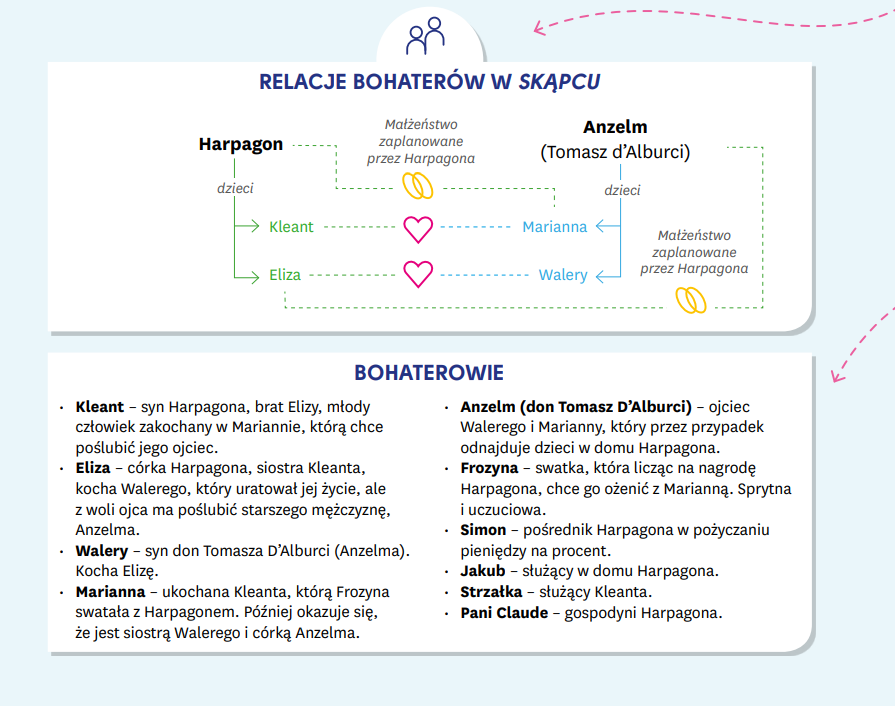 RELACJE BOHATERÓW W SKĄPCU
Harpagon
Małżeństwo
zaplanowane
przez Harpagona
Anzelm
(Tomasz d’Alburci)
dzieci
dzieci
Kleant
Marianna
Małżeństwo
zaplanowane
przez Harpagona
Eliza
Walery
BOHATEROWIE
· Kleant – syn Harpagona, brat Elizy, młody
człowiek zakochany w Mariannie, którą chce
poślubić jego ojciec.
· Eliza – córka Harpagona, siostra Kleanta,
kocha Walerego, który uratował jej życie, ale
z woli ojca ma poślubić starszego mężczyznę,
Anzelma.
· Walery – syn don Tomasza D’Alburci (Anzelma).
Kocha Elizę.
· Marianna – ukochana Kleanta, którą Frozyna
swatała z Harpagonem. Później okazuje się,
że jest siostrą Walerego i córką Anzelma.
· Anzelm (don Tomasz D’Alburci) – ojciec
Walerego i Marianny, który przez przypadek
odnajduje dzieci w domu Harpagona.
· Frozyna – swatka, która licząc na nagrodę
Harpagona, chce go ożenić z Marianną. Sprytna
i uczuciowa.
· Simon – pośrednik Harpagona w pożyczaniu
pieniędzy na procent.
· Jakub – służący w domu Harpagona.
· Strzałka – służący Kleanta.
· Pani Claude – gospodyni Harpagona.